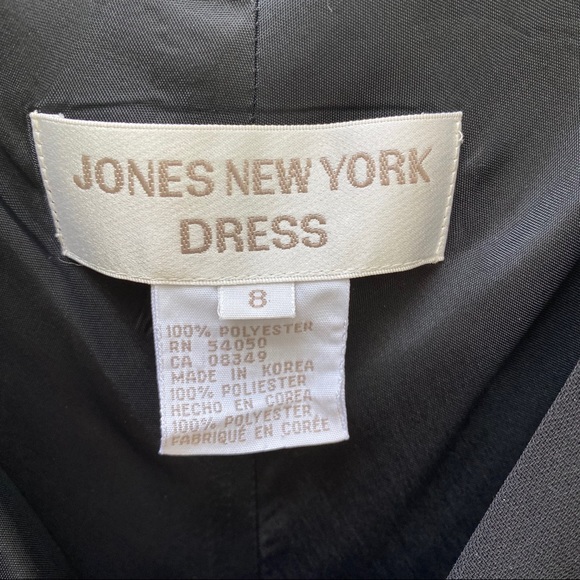 JONES NEW YORK
DRESS
8
100% POLYESTER
RN 54050
CA 08349
MADE IN KOREA
100% POLIESTER
HECHO EN COREA
100% POLYESTER
FABRIQUÉ EN CORÉE